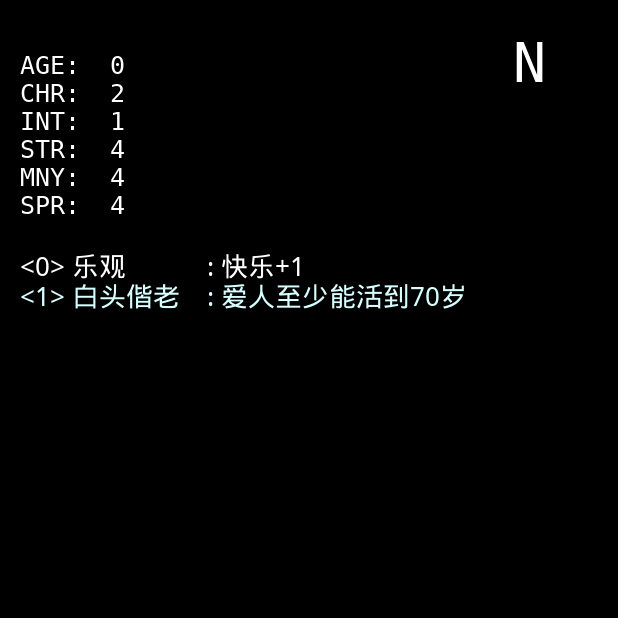 N
AGE: 0
CHR: 2
INT: 1
STR: 4
MNY: 4
SPR: 4
<0> 乐观 : 快乐+1
<1> 白头偕老 : 爱人至少能活到70岁